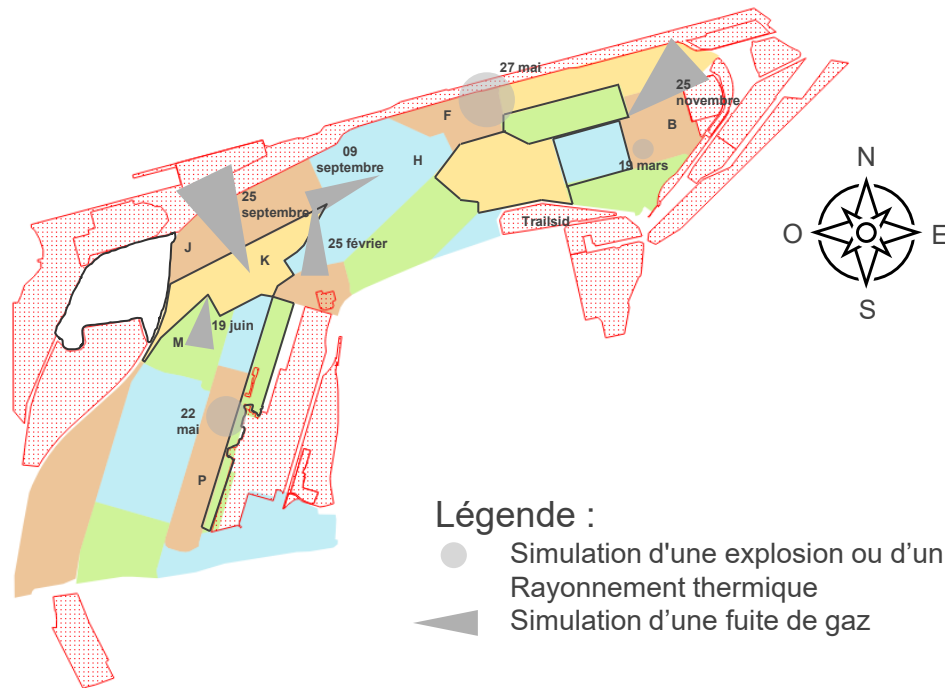 27 mai
25
novembre
F
B
09
septembre
H
19 mars
25
septembre
Trailsid
J
25 février
K
N
O
E
S
19 juin
M
22
mai
P
Légende :
Simulation d'une explosion ou d’un
Rayonnement thermique
Simulation d’une fuite de gaz